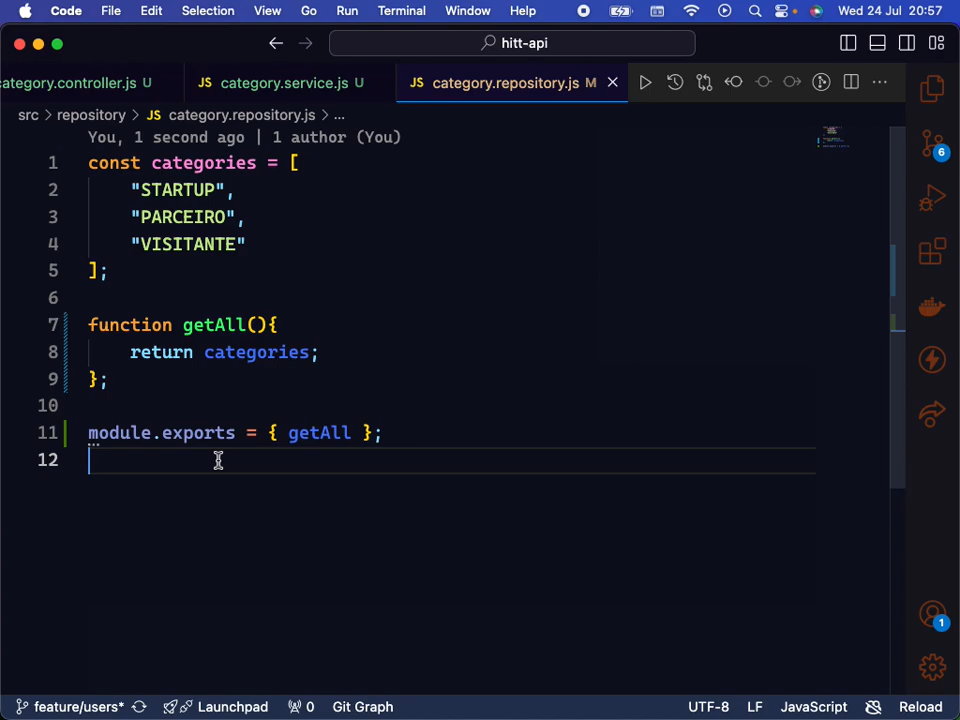 Code File Edit Selection View Go Run Terminal Window Help Wed 24 Jul 20:57
hitt-api
category.controller.js U JS category.service.js U JS category.repository.js M
src > repository > JS category.repository.js > ...
You, 1 second ago | 1 author (You)
1 const categories = [
2 "STARTUP",
3 "PARCEIRO",
4 "VISITANTE"
5 ];
6
7 function getAll(){
8 return categories;
9 };
10
11 module.exports = { getAll };
12
6
1
feature/users* Launchpad 0 Git Graph UTF-8 LF JavaScript Reload